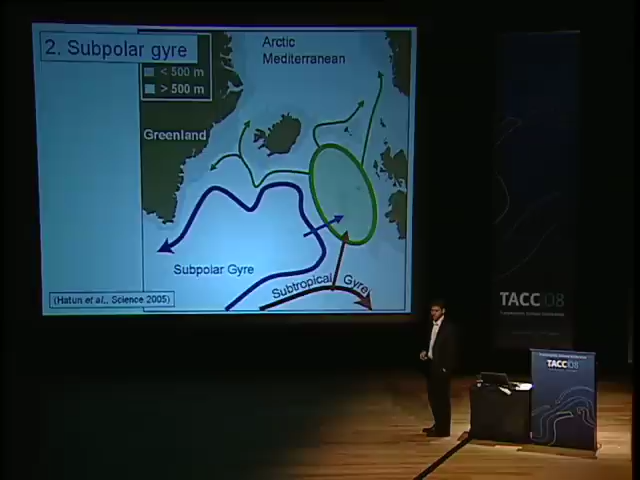 2. Subpolar gyre
< 500 m
> 500 m
Arctic
Mediterranean
Greenland
Subpolar Gyre
Subtropical Gyre
(Hatun et al., Science 2005)
TACC 08
TACC 08